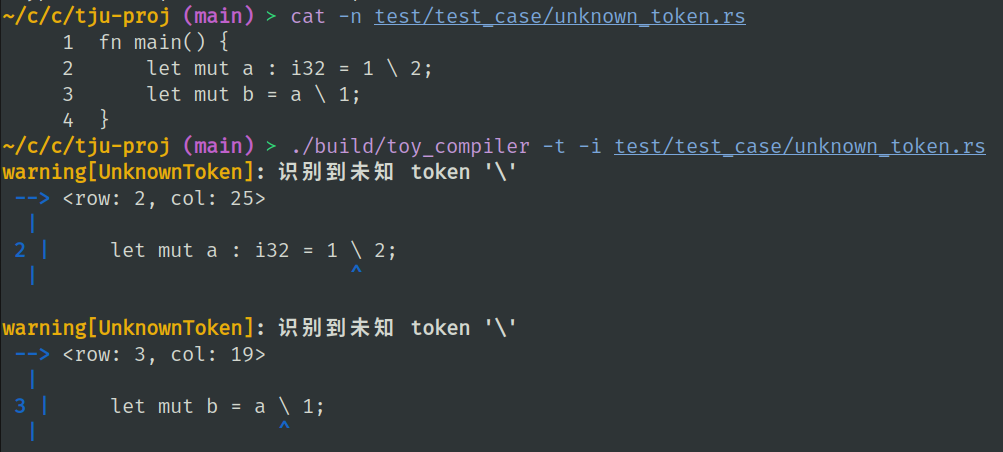 ~/c/c/tju-proj (main) > cat -n test/test_case/unknown_token.rs
     1  fn main() {
     2      let mut a : i32 = 1 \ 2;
     3      let mut b = a \ 1;
     4  }
~/c/c/tju-proj (main) > ./build/toy_compiler -t -i test/test_case/unknown_token.rs
warning[UnknownToken]: 识别到未知 token '\'
 --> <row: 2, col: 25>
  |
 2 |     let mut a : i32 = 1 \ 2;
  |                          ^
warning[UnknownToken]: 识别到未知 token '\'
 --> <row: 3, col: 19>
  |
 3 |     let mut b = a \ 1;
  |                    ^